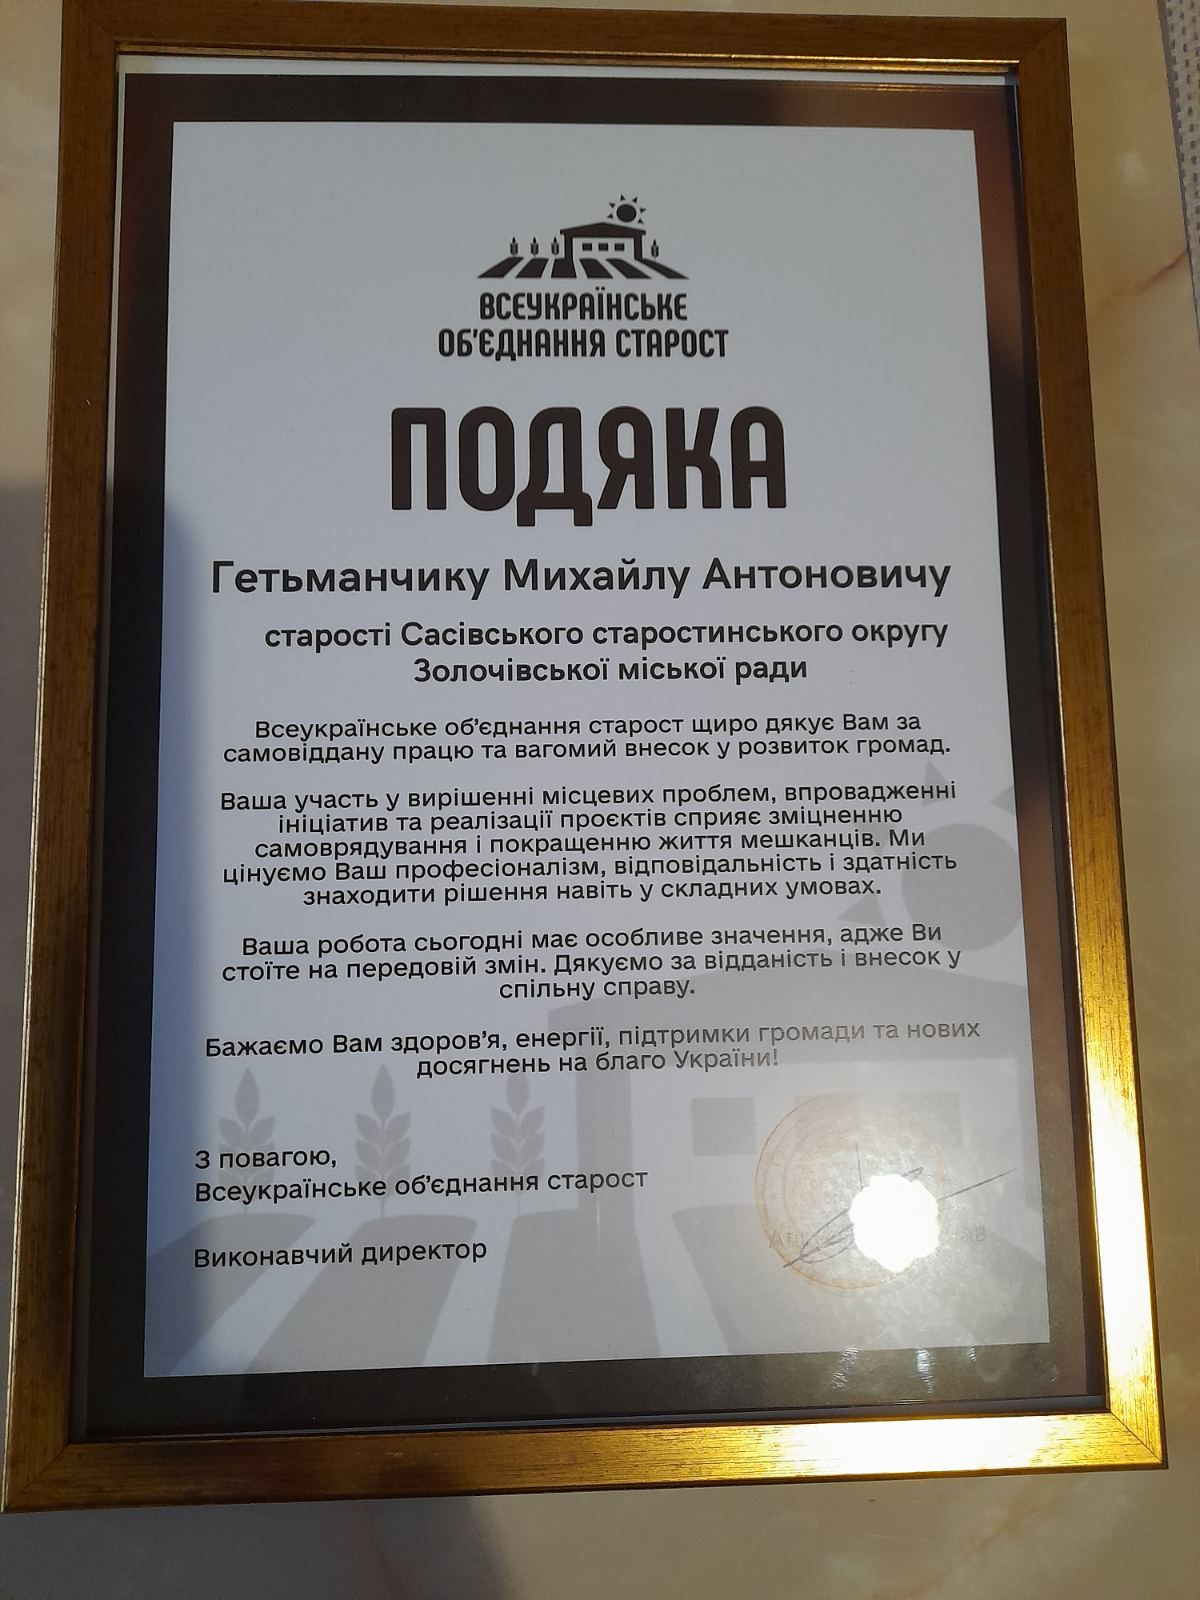 ВСЕУКРАЇНСЬКЕ
ОБ'ЄДНАННЯ СТАРОСТ
ПОДЯКА
Гетьманчику Михайлу Антоновичу
старості Сасівського старостинського округу
Золочівської міської ради
Всеукраїнське об'єднання старост щиро дякує Вам за
самовіддану працю та вагомий внесок у розвиток громад.
Ваша участь у вирішенні місцевих проблем, впровадженні
ініціатив та реалізації проєктів сприяє зміцненню
самоврядування і покращенню життя мешканців. Ми
цінуємо Ваш професіоналізм, відповідальність і здатність
знаходити рішення навіть у складних умовах.
Ваша робота сьогодні має особливе значення, адже Ви
стоїте на передовій змін. Дякуємо за відданість і внесок у
спільну справу.
Бажаємо Вам здоров'я, енергії, підтримки громади та нових
досягнень на благо України!
З повагою,
Всеукраїнське об'єднання старост
Виконавчий директор